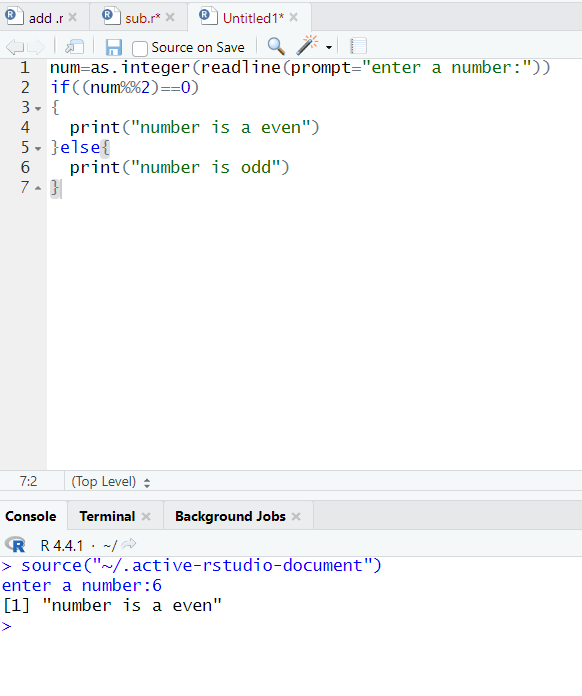 add .r × sub.r* × Untitled1* ×
Source on Save
1 num=as.integer(readline(prompt="enter a number:"))
2 if((num%%2)==0)
3 {
4   print("number is a even")
5 }else{
6   print("number is odd")
7 }
7:2 (Top Level)
Console Terminal × Background Jobs ×
R R 4.4.1 · ~/
> source("~/.active-rstudio-document")
enter a number:6
[1] "number is a even"
>